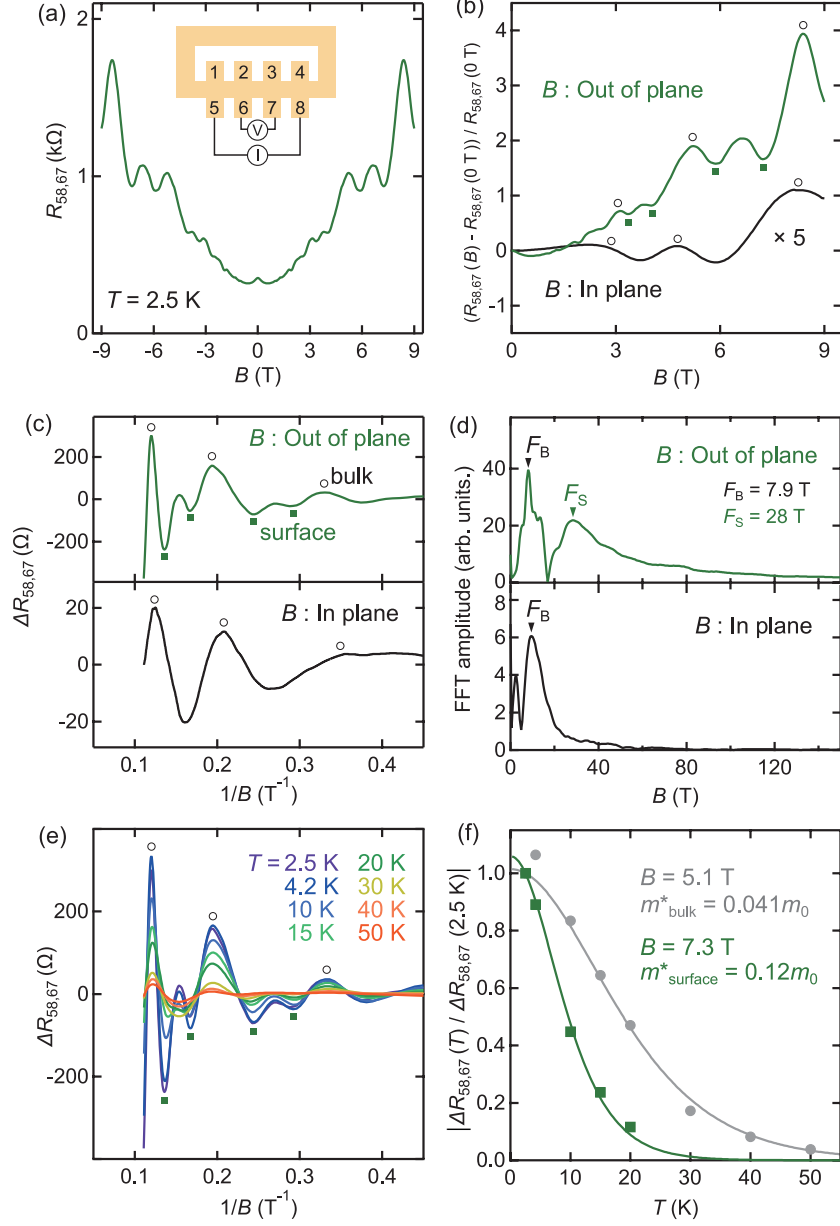 (a)
R58,67 (kΩ)
2
1
0
1 2 3 4
5 6 7 8
V
I
T = 2.5 K
-9 -6 -3 0 3 6 9
B (T)
(b)
(R58,67 (B) - R58,67 (0 T)) / R58,67 (0 T)
4
3
2
1
0
-1
B : Out of plane
× 5
B : In plane
0 3 6 9
B (T)
(c)
ΔR58,67 (Ω)
200
0
-200
B : Out of plane
bulk
surface
20
0
-20
B : In plane
0.1 0.2 0.3 0.4
1/B (T⁻¹)
(d)
FFT amplitude (arb. units.)
40
20
0
FB
FS
B : Out of plane
FB = 7.9 T
FS = 28 T
8
6
4
2
0
FB
B : In plane
0 40 80 120
B (T)
(e)
ΔR58,67 (Ω)
200
0
-200
T = 2.5 K 20 K
4.2 K 30 K
10 K 40 K
15 K 50 K
0.1 0.2 0.3 0.4
1/B (T⁻¹)
(f)
|ΔR58,67 (T) / ΔR58,67 (2.5 K)|
1.0
0.8
0.6
0.4
0.2
0.0
B = 5.1 T
m*bulk = 0.041m0
B = 7.3 T
m*surface = 0.12m0
0 10 20 30 40 50
T (K)